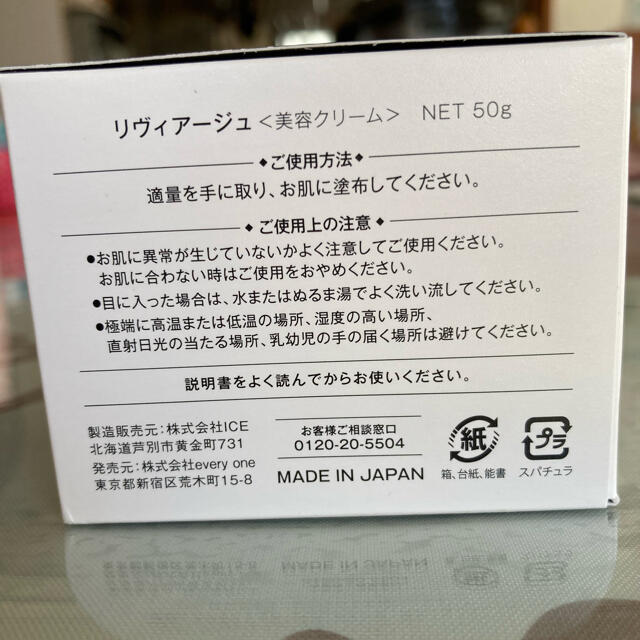 リヴィアージュ＜美容クリーム＞ NET 50g
◆ご使用方法◆
適量を手に取り、お肌に塗布してください。
◆ご使用上の注意◆
●お肌に異常が生じていないかよく注意してご使用ください。
お肌に合わない時はご使用をおやめください。
●目に入った場合は、水またはぬるま湯でよく洗い流してください。
●極端に高温または低温の場所、湿度の高い場所、
直射日光の当たる場所、乳幼児の手の届く場所は避けてください。
説明書をよく読んでからお使いください。
製造販売元：株式会社ICE
北海道芦別市黄金町731
発売元：株式会社every one
東京都新宿区荒木町15-8
お客様ご相談窓口
0120-20-5504
MADE IN JAPAN
紙
箱、台紙、能書
プラ
スパチュラ